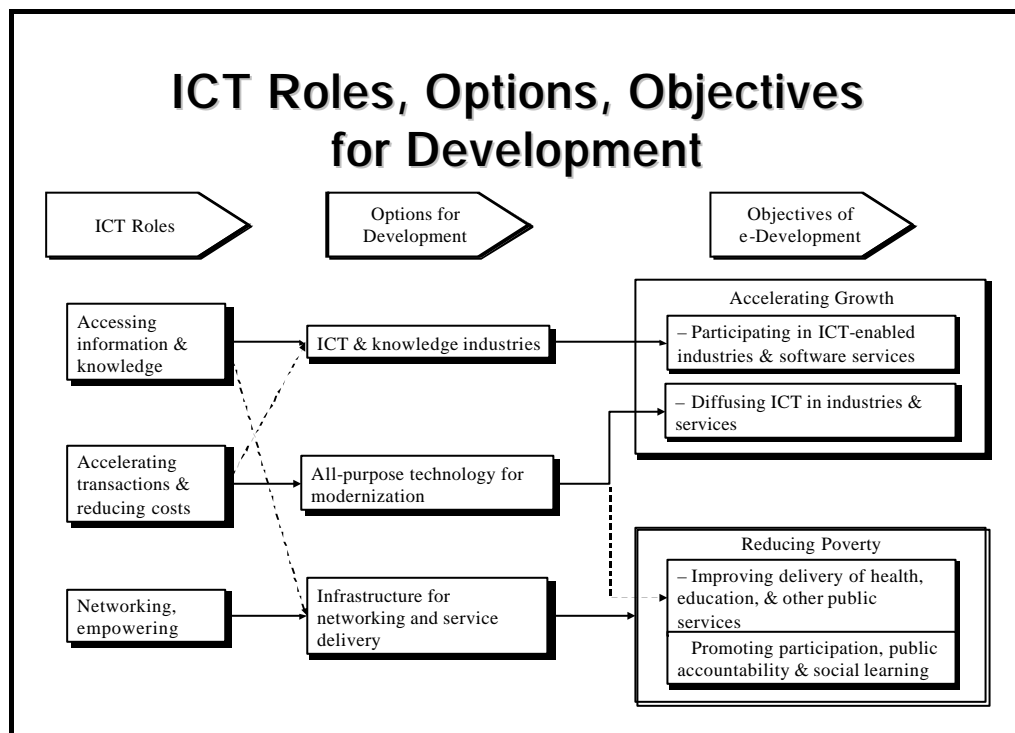 ICT Roles, Options, Objectives
for Development
ICT Roles
Options for
Development
Objectives of
e-Development
Accessing
information &
knowledge
Accelerating
transactions &
reducing costs
Networking,
empowering
ICT & knowledge industries
All-purpose technology for
modernization
Infrastructure for
networking and service
delivery
Accelerating Growth
– Participating in ICT-enabled
industries & software services
– Diffusing ICT in industries &
services
Reducing Poverty
– Improving delivery of health,
education, & other public
services
Promoting participation, public
accountability & social learning